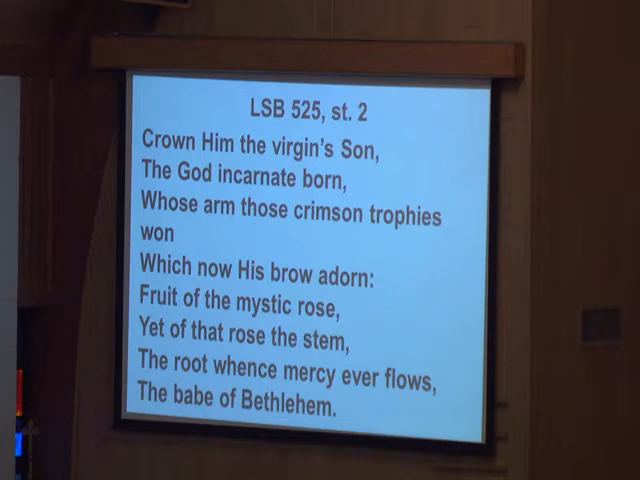 LSB 525, st. 2
Crown Him the virgin's Son,
The God incarnate born,
Whose arm those crimson trophies
won
Which now His brow adorn:
Fruit of the mystic rose,
Yet of that rose the stem,
The root whence mercy ever flows,
The babe of Bethlehem.